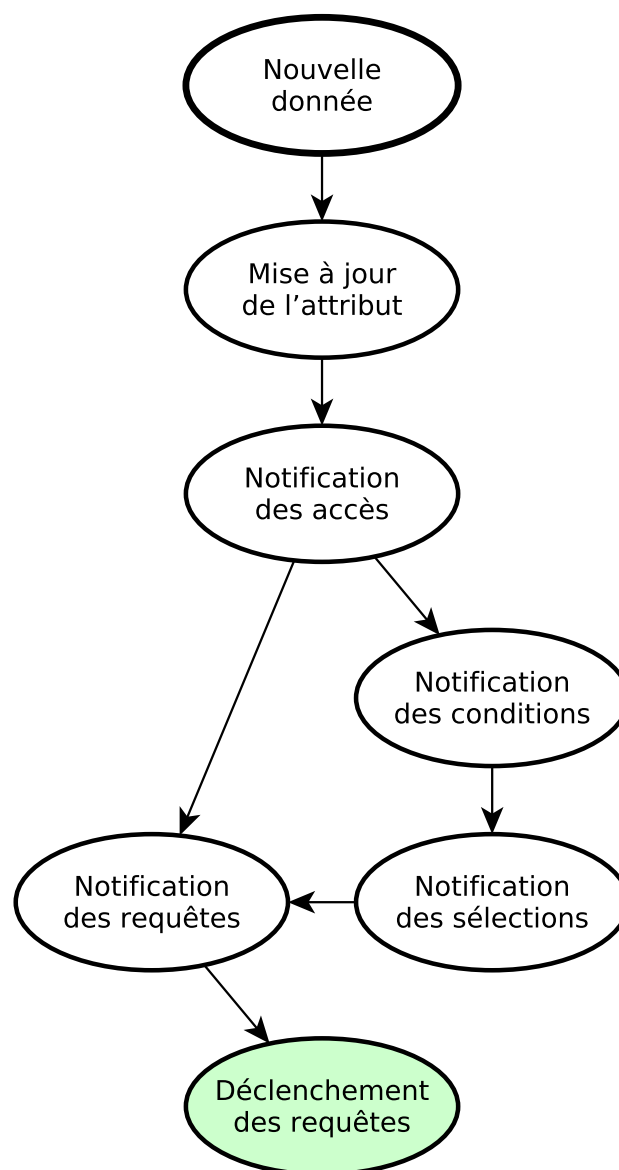 Nouvelle
donnée
Mise à jour
de l’attribut
Notification
des accès
Notification
des conditions
Notification
des requêtes
Notification
des sélections
Déclenchement
des requêtes